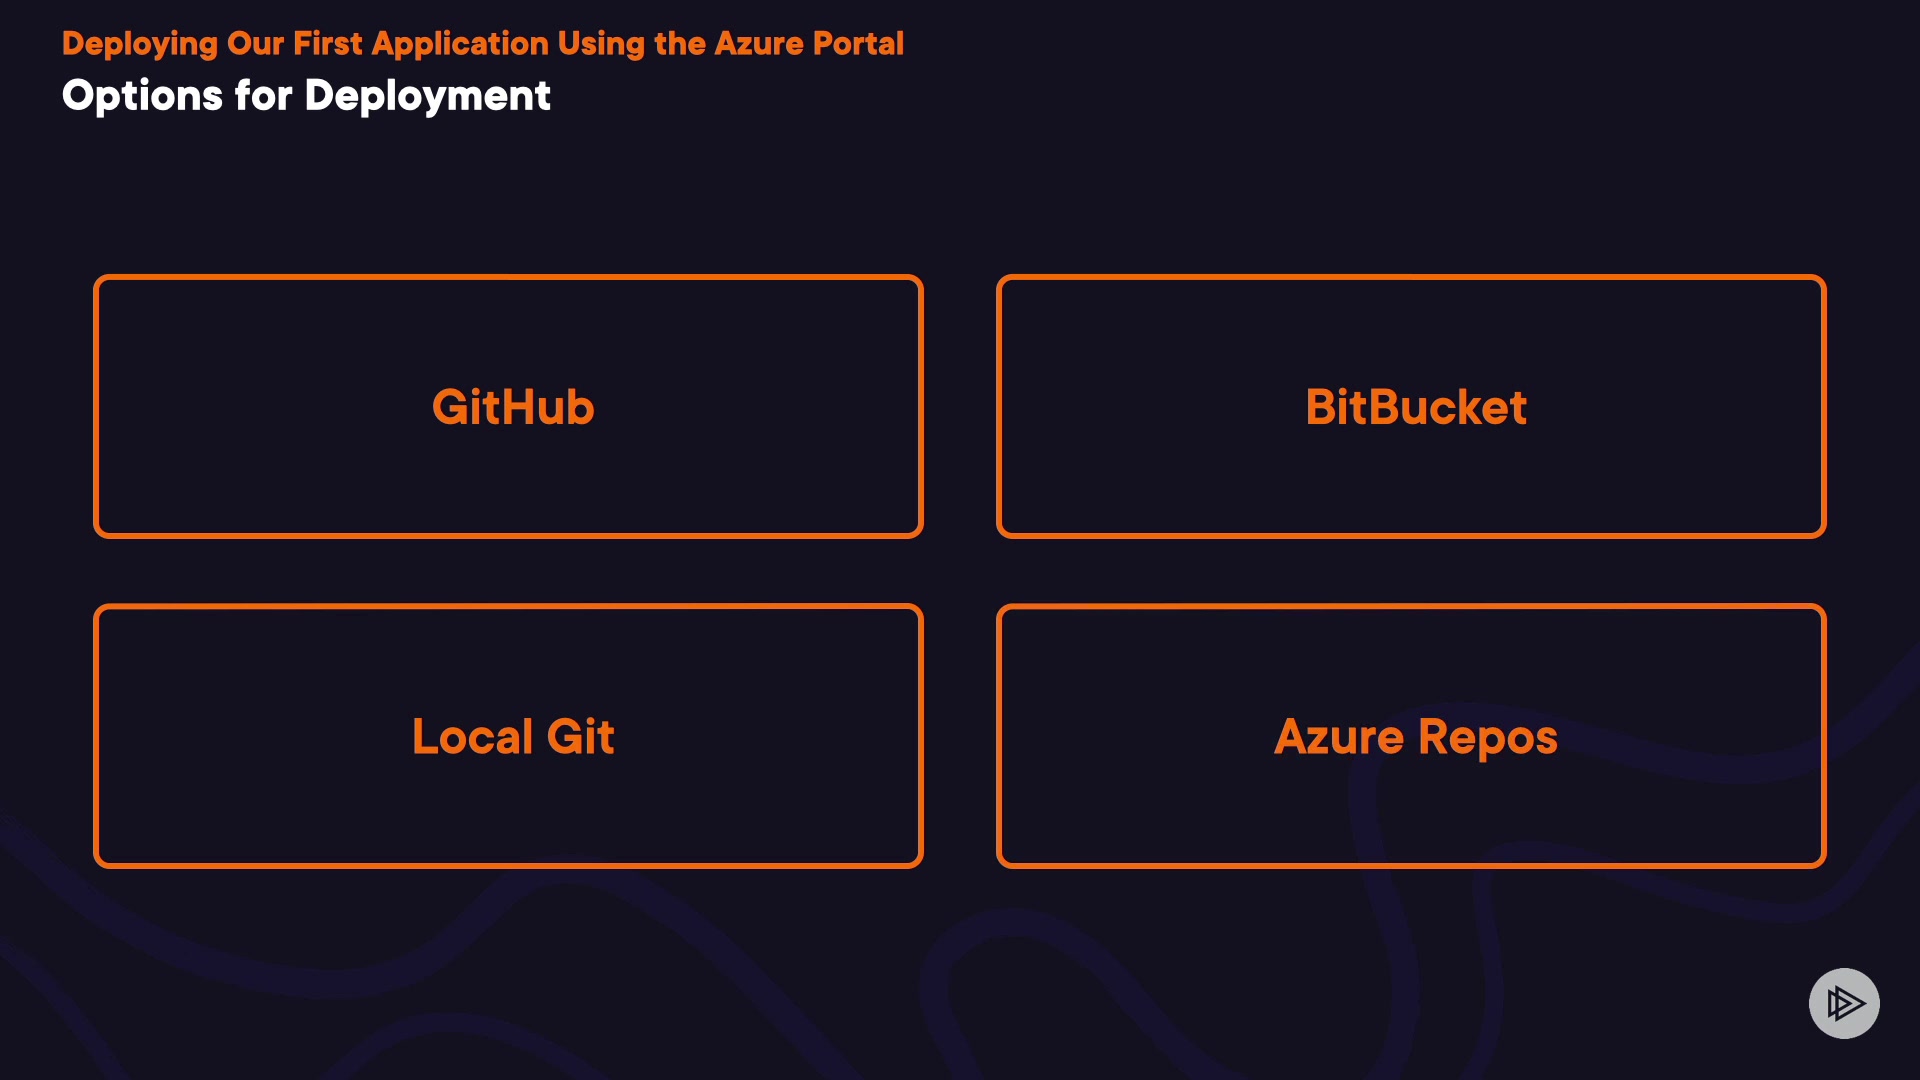 Deploying Our First Application Using the Azure Portal
Options for Deployment
GitHub
BitBucket
Local Git
Azure Repos